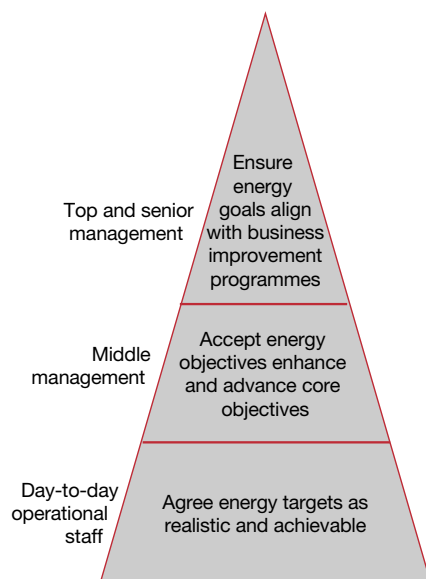 Ensure
energy
goals align
with business
improvement
programmes
Top and senior
management
Accept energy
objectives enhance
and advance core
objectives
Middle
management
Agree energy targets as
realistic and achievable
Day-to-day
operational
staff